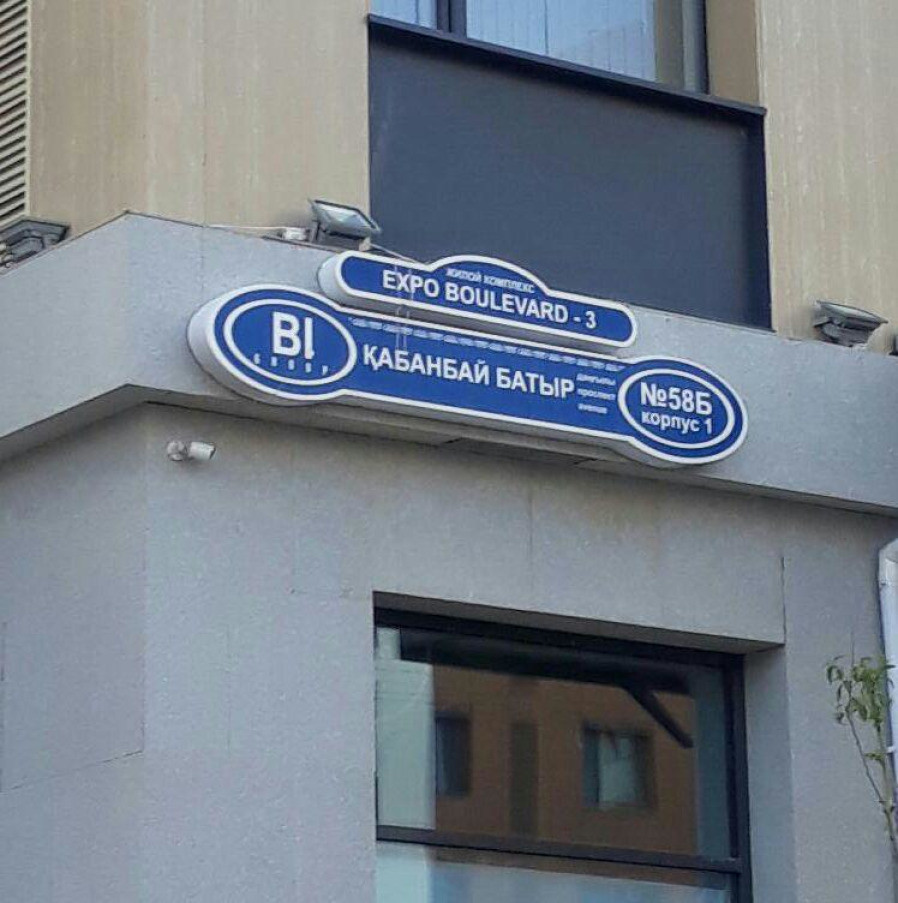 ЖИЛОЙ КОМПЛЕКС
EXPO BOULEVARD - 3
BI
GROUP
ҚАБАНБАЙ БАТЫР
даңғылы
проспект
avenue
№58Б
корпус 1